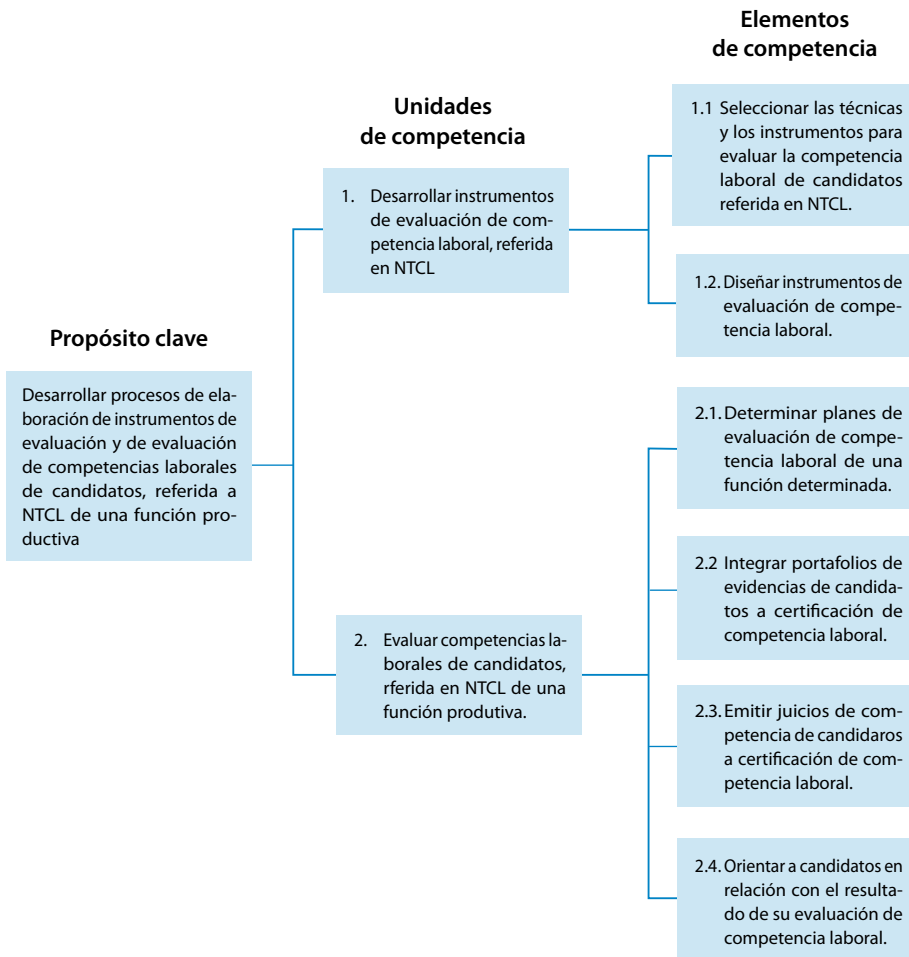 Elementos
de competencia
Unidades
de competencia
Propósito clave
Desarrollar procesos de ela-
boración de instrumentos de
evaluación y de evaluación
de competencias laborales
de candidatos, referida a
NTCL de una función pro-
ductiva
1. Desarrollar instrumentos
de evaluación de com-
petencia laboral, referida
en NTCL
1.1 Seleccionar las técnicas
y los instrumentos para
evaluar la competencia
laboral de candidatos
referida en NTCL.
1.2. Diseñar instrumentos de
evaluación de compe-
tencia laboral.
2. Evaluar competencias la-
borales de candidatos,
rferida en NTCL de una
función produtiva.
2.1. Determinar planes de
evaluación de compe-
tencia laboral de una
función determinada.
2.2 Integrar portafolios de
evidencias de candida-
tos a certificación de
competencia laboral.
2.3. Emitir juicios de com-
petencia de candidaros
a certificación de com-
petencia laboral.
2.4. Orientar a candidatos en
relación con el resulta-
do de su evaluación de
competencia laboral.